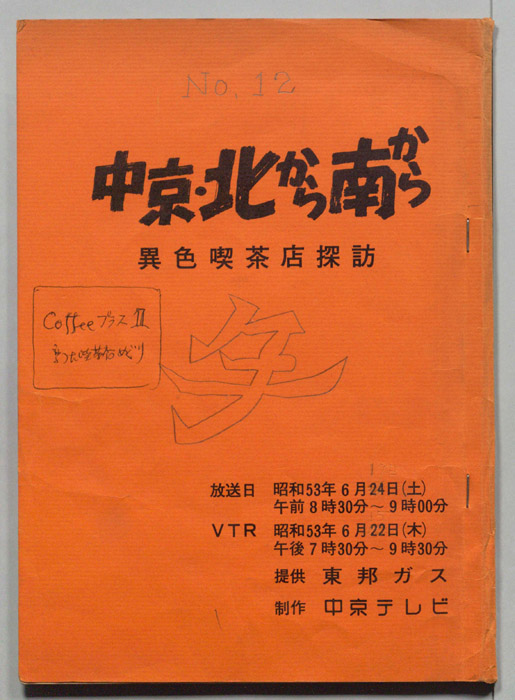 No. 12
中京・北から南から
異色喫茶店探訪
Coffeeプラス II
放送日 昭和53年6月24日(土)
午前8時30分～9時00分
VTR 昭和53年6月22日(木)
午後7時30分～9時30分
提供 東邦ガス
制作 中京テレビ